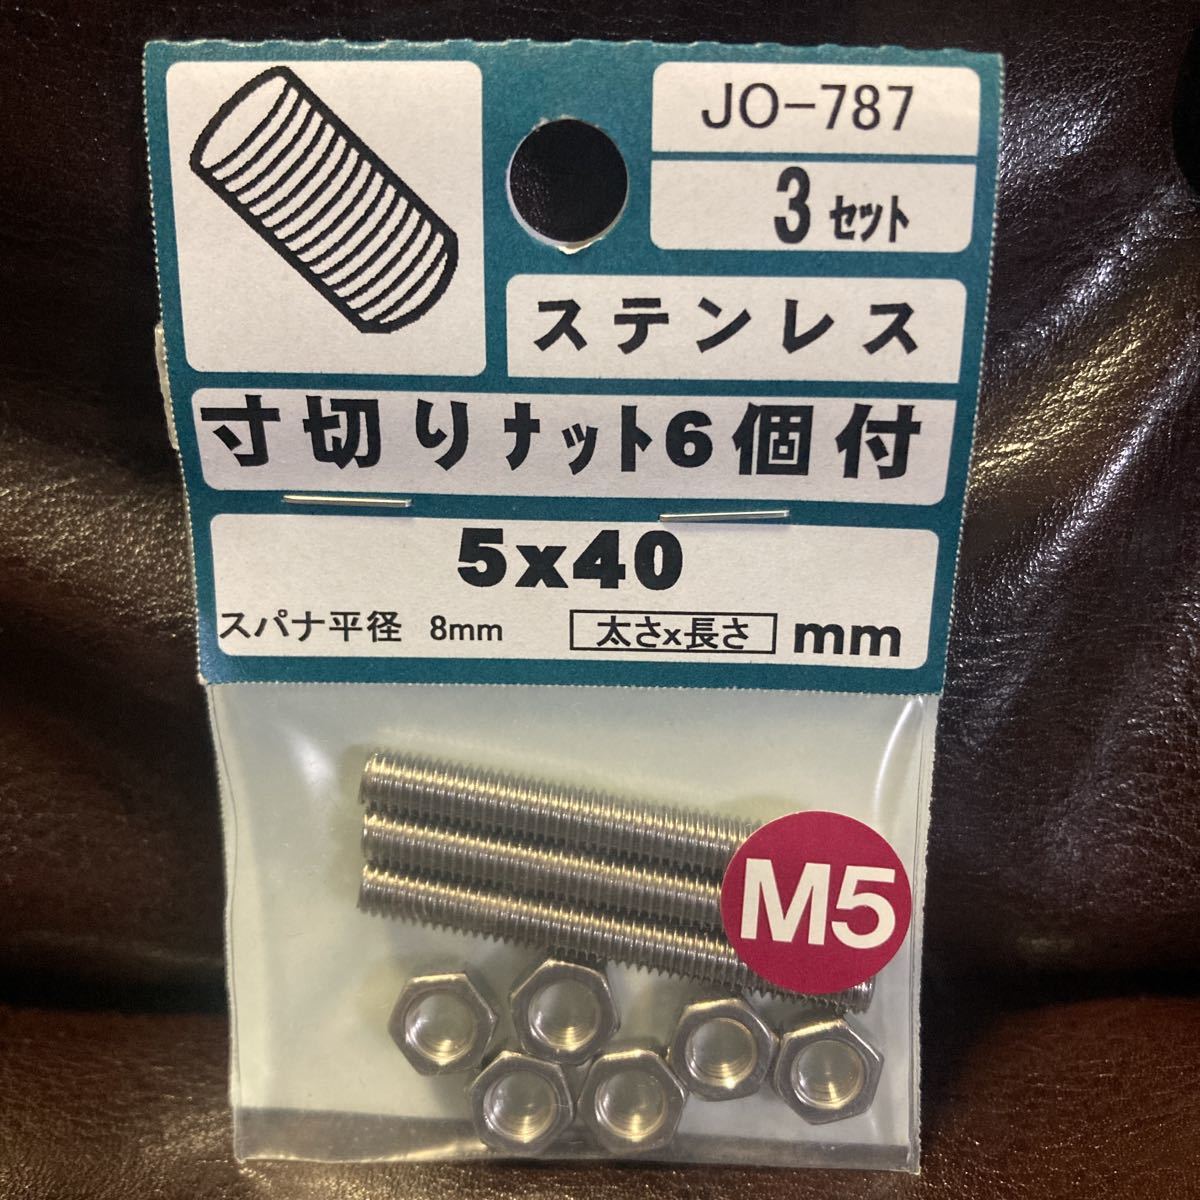 JO-787
3セット
ステンレス
寸切りナット6個付
5x40
スパナ平径 8mm 太さx長さ mm
M5